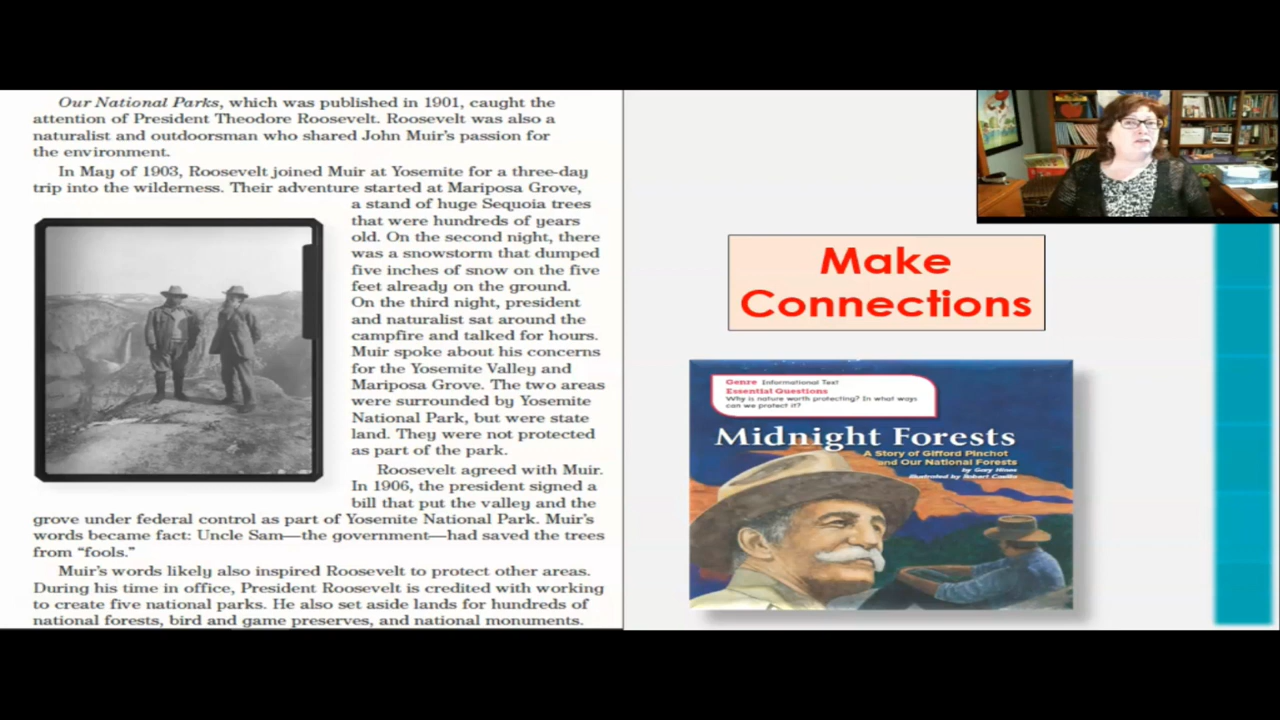 Our National Parks, which was published in 1901, caught the
attention of President Theodore Roosevelt. Roosevelt was also a
naturalist and outdoorsman who shared John Muir's passion for
the environment.
In May of 1903, Roosevelt joined Muir at Yosemite for a three-day
trip into the wilderness. Their adventure started at Mariposa Grove,
a stand of huge Sequoia trees
that were hundreds of years
old. On the second night, there
was a snowstorm that dumped
five inches of snow on the five
feet already on the ground.
On the third night, president
and naturalist sat around the
campfire and talked for hours.
Muir spoke about his concerns
for the Yosemite Valley and
Mariposa Grove. The two areas
were surrounded by Yosemite
National Park, but were state
land. They were not protected
as part of the park.
Roosevelt agreed with Muir.
In 1906, the president signed a
bill that put the valley and the
grove under federal control as part of Yosemite National Park. Muir's
words became fact: Uncle Sam—the government—had saved the trees
from “fools.”
Muir's words likely also inspired Roosevelt to protect other areas.
During his time in office, President Roosevelt is credited with working
to create five national parks. He also set aside lands for hundreds of
national forests, bird and game preserves, and national monuments.
Make
Connections
Genre Informational Text
Essential Questions
Why is nature worth protecting? In what ways
can we protect it?
Midnight Forests
A Story of Gifford Pinchot
and Our National Forests
by Gary Hines
Illustrated by Robert Casilla